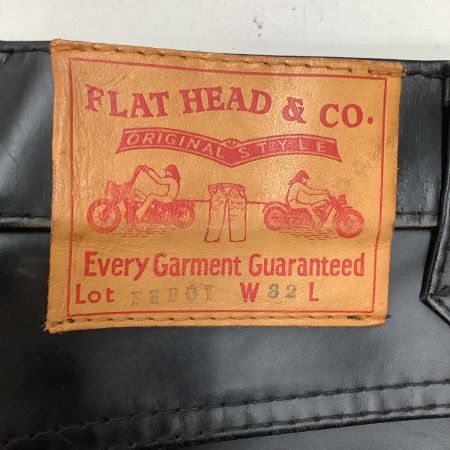 FLAT HEAD & CO.
ORIGINAL STYLE
Every Garment Guaranteed
Lot W 32 L